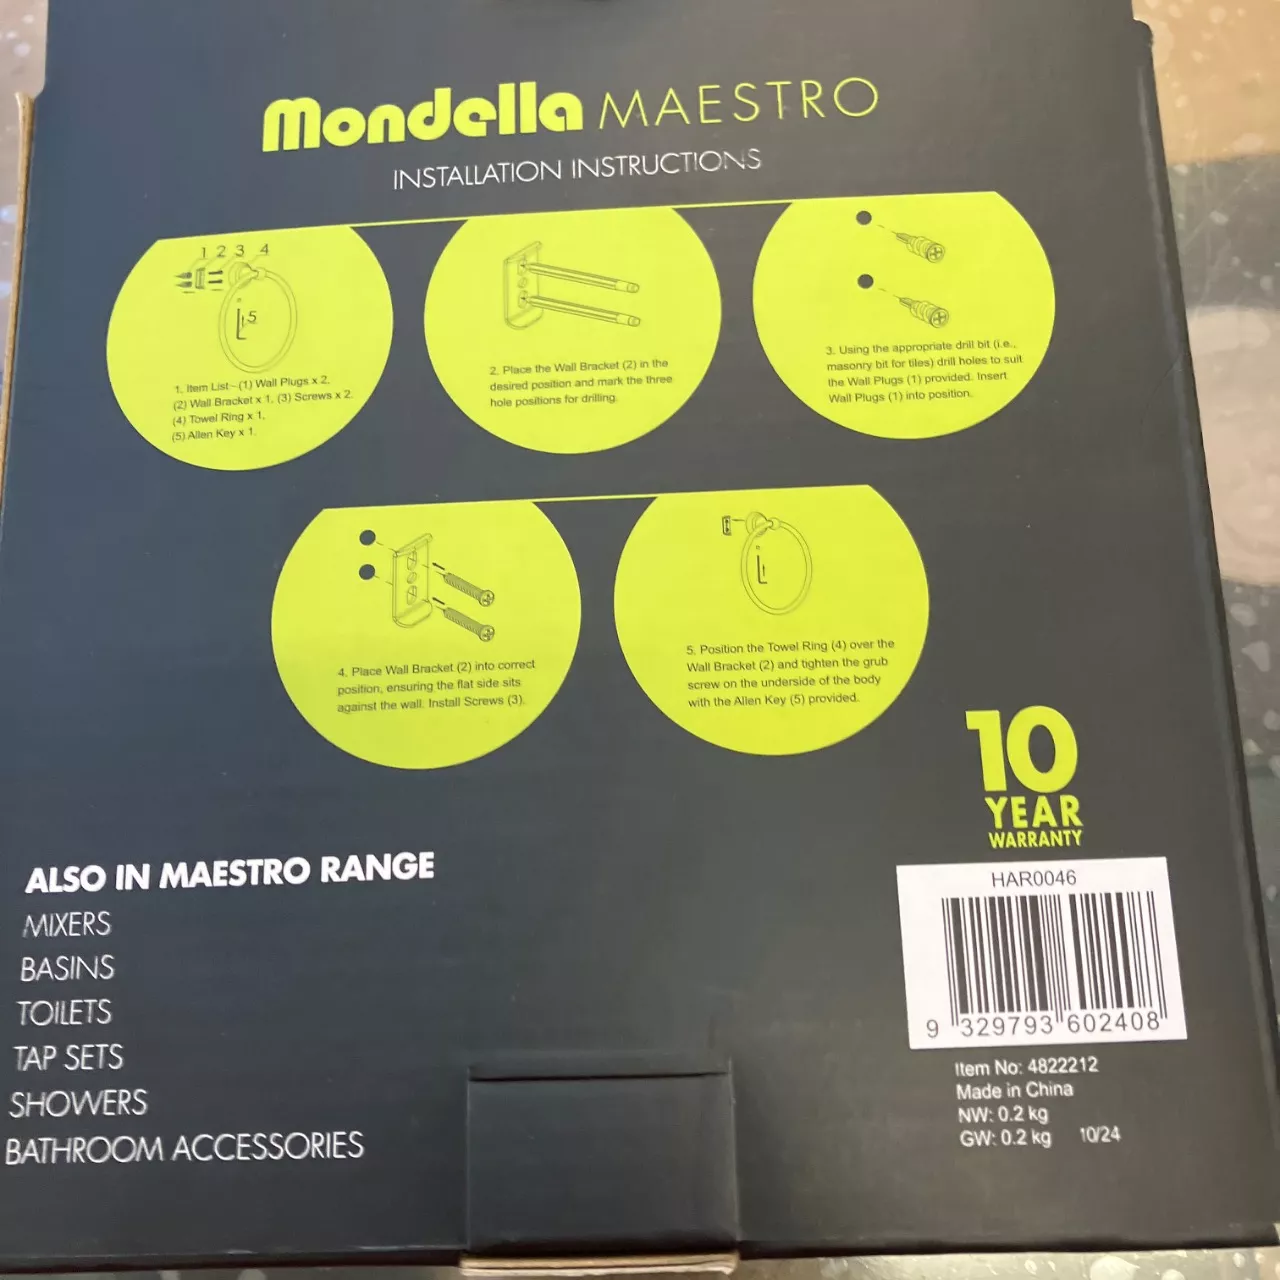 Mondella MAESTRO
INSTALLATION INSTRUCTIONS
1 2 3 4
5
1. Item List- (1) Wall Plugs x 2,
(2) Wall Bracket x 1, (3) Screws x 2.
(4) Towel Ring x 1,
(5) Allen Key x 1.
2. Place the Wall Bracket (2) in the
desired position and mark the three
hole positions for drilling.
3. Using the appropriate drill bit (i.e.,
masonry bit for tiles) drill holes to suit
the Wall Plugs (1) provided. Insert
Wall Plugs (1) into position.
4. Place Wall Bracket (2) into correct
position, ensuring the flat side sits
against the wall. Install Screws (3).
5. Position the Towel Ring (4) over the
Wall Bracket (2) and tighten the grub
screw on the underside of the body
with the Allen Key (5) provided.
10
YEAR
WARRANTY
ALSO IN MAESTRO RANGE
MIXERS
BASINS
TOILETS
TAP SETS
SHOWERS
BATHROOM ACCESSORIES
HAR0046
9 329793 602408
Item No: 4822212
Made in China
NW: 0.2 kg
GW: 0.2 kg 10/24